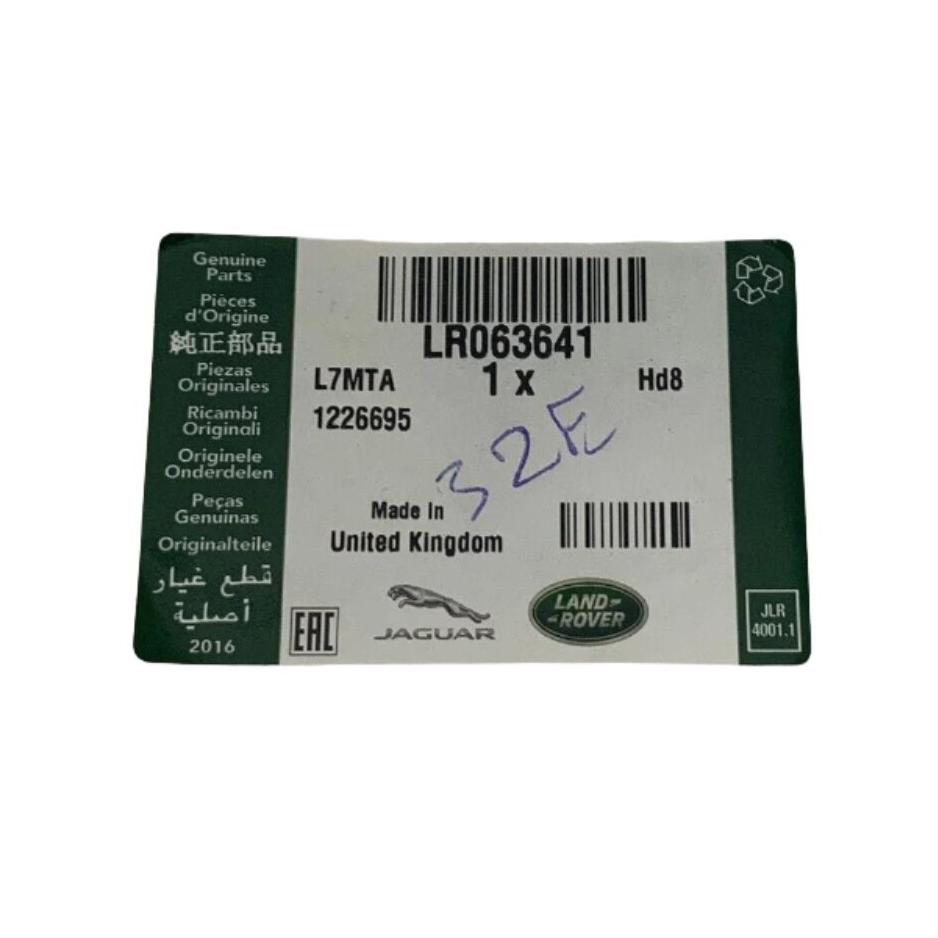 Genuine
Parts
Pièces
d'Origine
純正部品
Piezas
Originales
Ricambi
Originali
Originele
Onderdelen
Peças
Genuinas
Originalteile
قطع غيار
أصلية
2016
LR063641
L7MTA
1 x
Hd8
1226695
32E
Made In
United Kingdom
EAC
JAGUAR
LAND-
-ROVER
JLR
4001.1